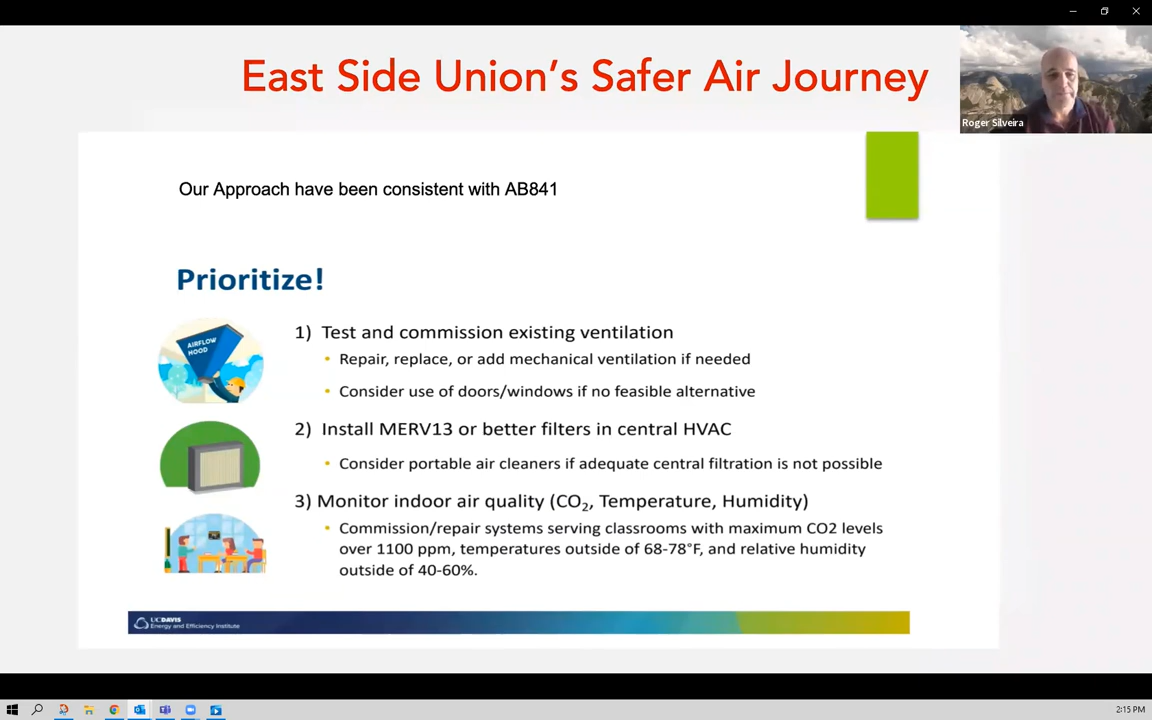 East Side Union's Safer Air Journey
Roger Silveira
Our Approach have been consistent with AB841
Prioritize!
AIRFLOW
HOOD
1) Test and commission existing ventilation
• Repair, replace, or add mechanical ventilation if needed
• Consider use of doors/windows if no feasible alternative
2) Install MERV13 or better filters in central HVAC
• Consider portable air cleaners if adequate central filtration is not possible
3) Monitor indoor air quality (CO₂, Temperature, Humidity)
• Commission/repair systems serving classrooms with maximum CO2 levels
over 1100 ppm, temperatures outside of 68-78°F, and relative humidity
outside of 40-60%.
UCDAVIS
Energy and Efficiency Institute
2:15 PM